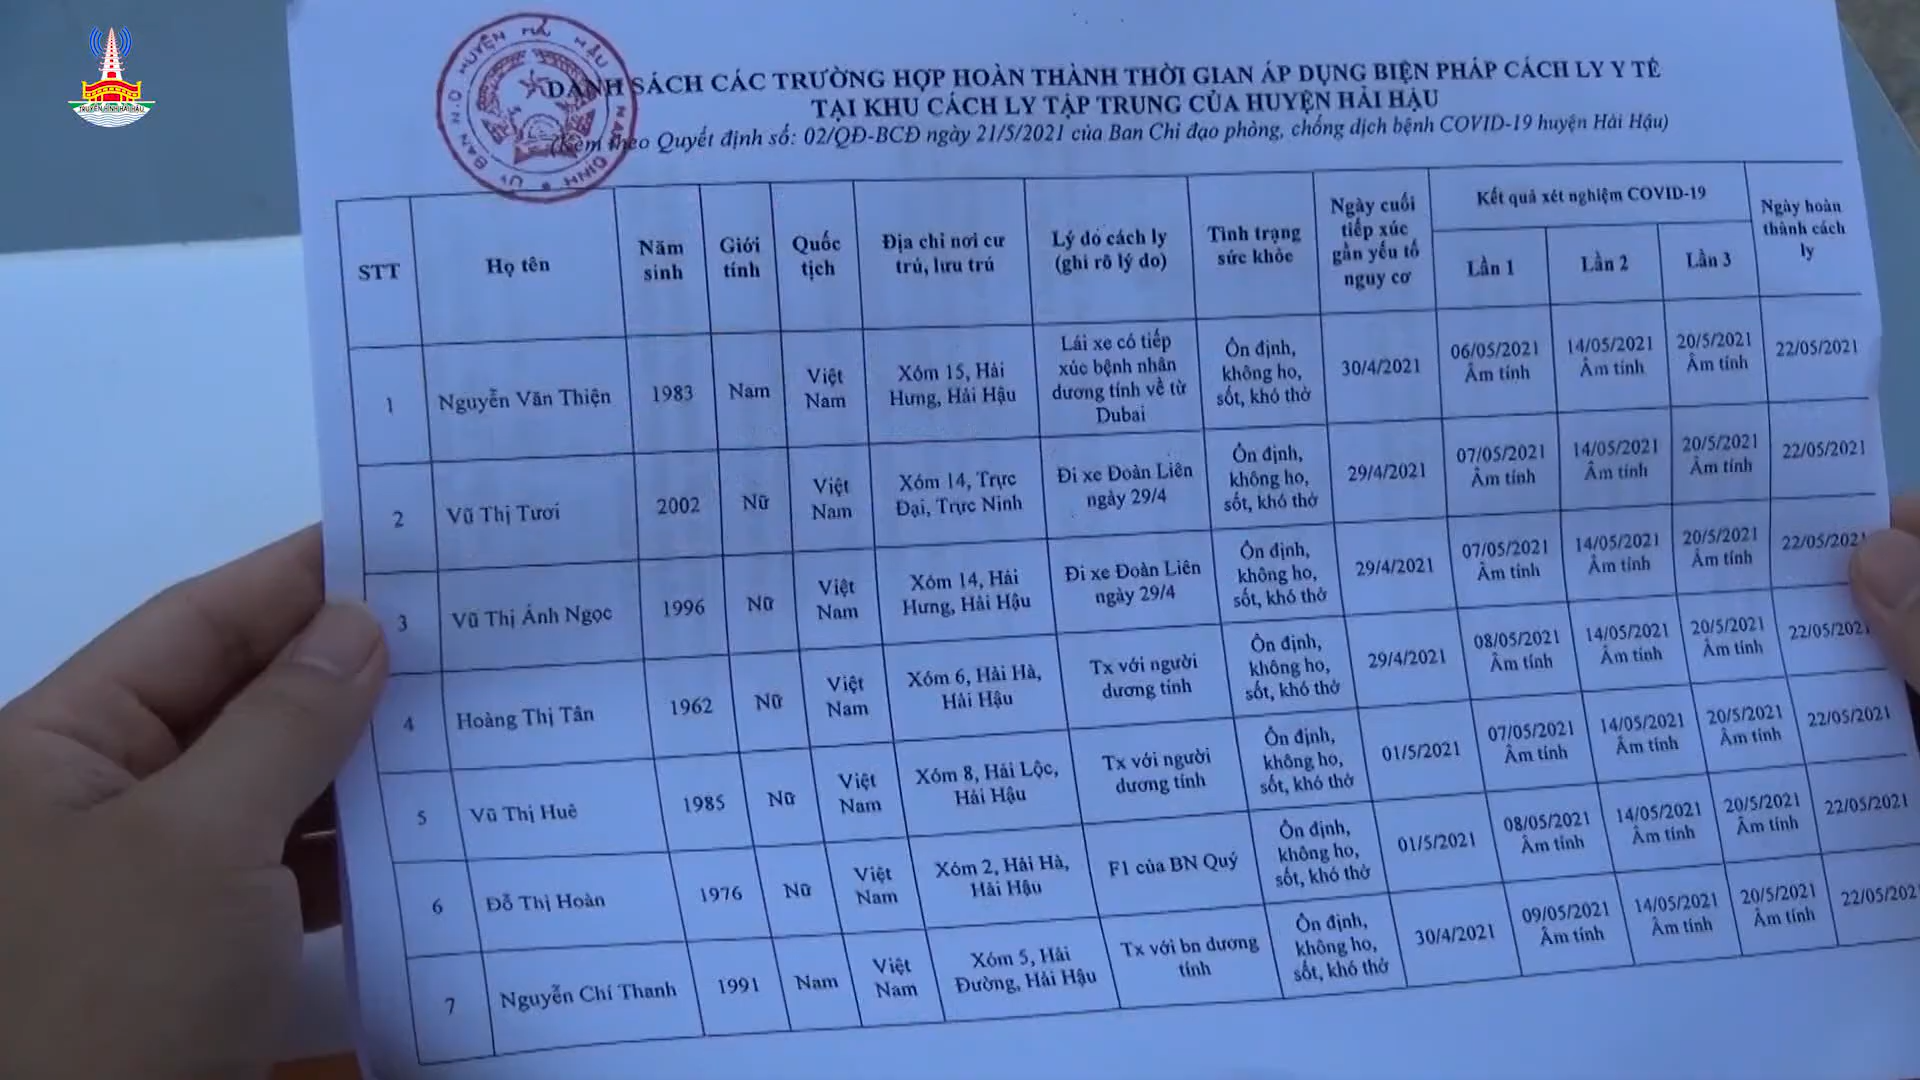 TRUYỀN HÌNH HẢI HẬU
ỦY BAN N.D HUYỆN HẢI HẬU NAM ĐỊNH
DANH SÁCH CÁC TRƯỜNG HỢP HOÀN THÀNH THỜI GIAN ÁP DỤNG BIỆN PHÁP CÁCH LY Y TẾ
TẠI KHU CÁCH LY TẬP TRUNG CỦA HUYỆN HẢI HẬU
(Kèm theo Quyết định số: 02/QĐ-BCĐ ngày 21/5/2021 của Ban Chỉ đạo phòng, chống dịch bệnh COVID-19 huyện Hải Hậu)
STT
Họ tên
Năm
sinh
Giới
tính
Quốc
tịch
Địa chỉ nơi cư
trú, lưu trú
Lý do cách ly
(ghi rõ lý do)
Tình trạng
sức khỏe
Ngày cuối
tiếp xúc
gần yếu tố
nguy cơ
Kết quả xét nghiệm COVID-19
Lần 1
Lần 2
Lần 3
Ngày hoàn
thành cách
ly
1
Nguyễn Văn Thiện
1983
Nam
Việt
Nam
Xóm 15, Hải
Hưng, Hải Hậu
Lái xe có tiếp
xúc bệnh nhân
dương tính về từ
Dubai
Ổn định,
không ho,
sốt, khó thở
30/4/2021
06/05/2021
Âm tính
14/05/2021
Âm tính
20/5/2021
Âm tính
22/05/2021
2
Vũ Thị Tươi
2002
Nữ
Việt
Nam
Xóm 14, Trực
Đại, Trực Ninh
Đi xe Đoàn Liên
ngày 29/4
Ổn định,
không ho,
sốt, khó thở
29/4/2021
07/05/2021
Âm tính
14/05/2021
Âm tính
20/5/2021
Âm tính
22/05/2021
3
Vũ Thị Ánh Ngọc
1996
Nữ
Việt
Nam
Xóm 14, Hải
Hưng, Hải Hậu
Đi xe Đoàn Liên
ngày 29/4
Ổn định,
không ho,
sốt, khó thở
29/4/2021
07/05/2021
Âm tính
14/05/2021
Âm tính
20/5/2021
Âm tính
22/05/2021
4
Hoàng Thị Tân
1962
Nữ
Việt
Nam
Xóm 6, Hải Hà,
Hải Hậu
Tx với người
dương tính
Ổn định,
không ho,
sốt, khó thở
29/4/2021
08/05/2021
Âm tính
14/05/2021
Âm tính
20/5/2021
Âm tính
22/05/2021
5
Vũ Thị Huê
1985
Nữ
Việt
Nam
Xóm 8, Hải Lộc,
Hải Hậu
Tx với người
dương tính
Ổn định,
không ho,
sốt, khó thở
01/5/2021
07/05/2021
Âm tính
14/05/2021
Âm tính
20/5/2021
Âm tính
22/05/2021
6
Đỗ Thị Hoàn
1976
Nữ
Việt
Nam
Xóm 2, Hải Hà,
Hải Hậu
F1 của BN Quý
Ổn định,
không ho,
sốt, khó thở
01/5/2021
08/05/2021
Âm tính
14/05/2021
Âm tính
20/5/2021
Âm tính
22/05/2021
7
Nguyễn Chí Thanh
1991
Nam
Việt
Nam
Xóm 5, Hải
Đường, Hải Hậu
Tx với bn dương
tính
Ổn định,
không ho,
sốt, khó thở
30/4/2021
09/05/2021
Âm tính
14/05/2021
Âm tính
20/5/2021
Âm tính
22/05/202